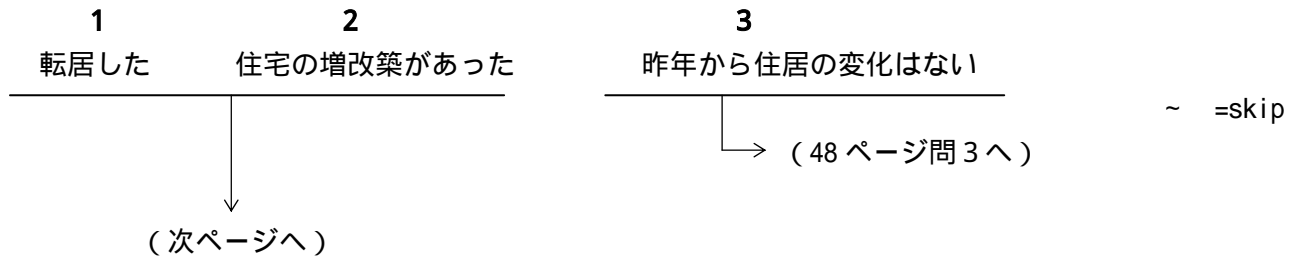 1 2 3
転居した 住宅の増改築があった 昨年から住居の変化はない
~ =skip
(48 ページ問 3 へ)
(次ページへ)